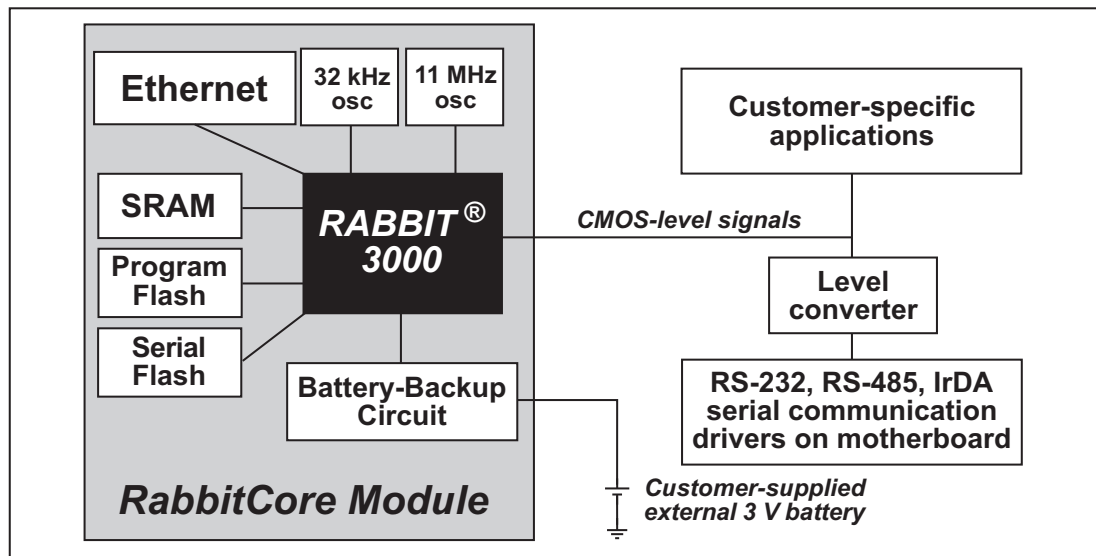 Ethernet
32 kHz
osc
11 MHz
osc
SRAM
Program
Flash
Serial
Flash
RABBIT ®
3000
Battery-Backup
Circuit
RabbitCore Module
CMOS-level signals
Customer-specific
applications
Level
converter
RS-232, RS-485, IrDA
serial communication
drivers on motherboard
Customer-supplied
external 3 V battery